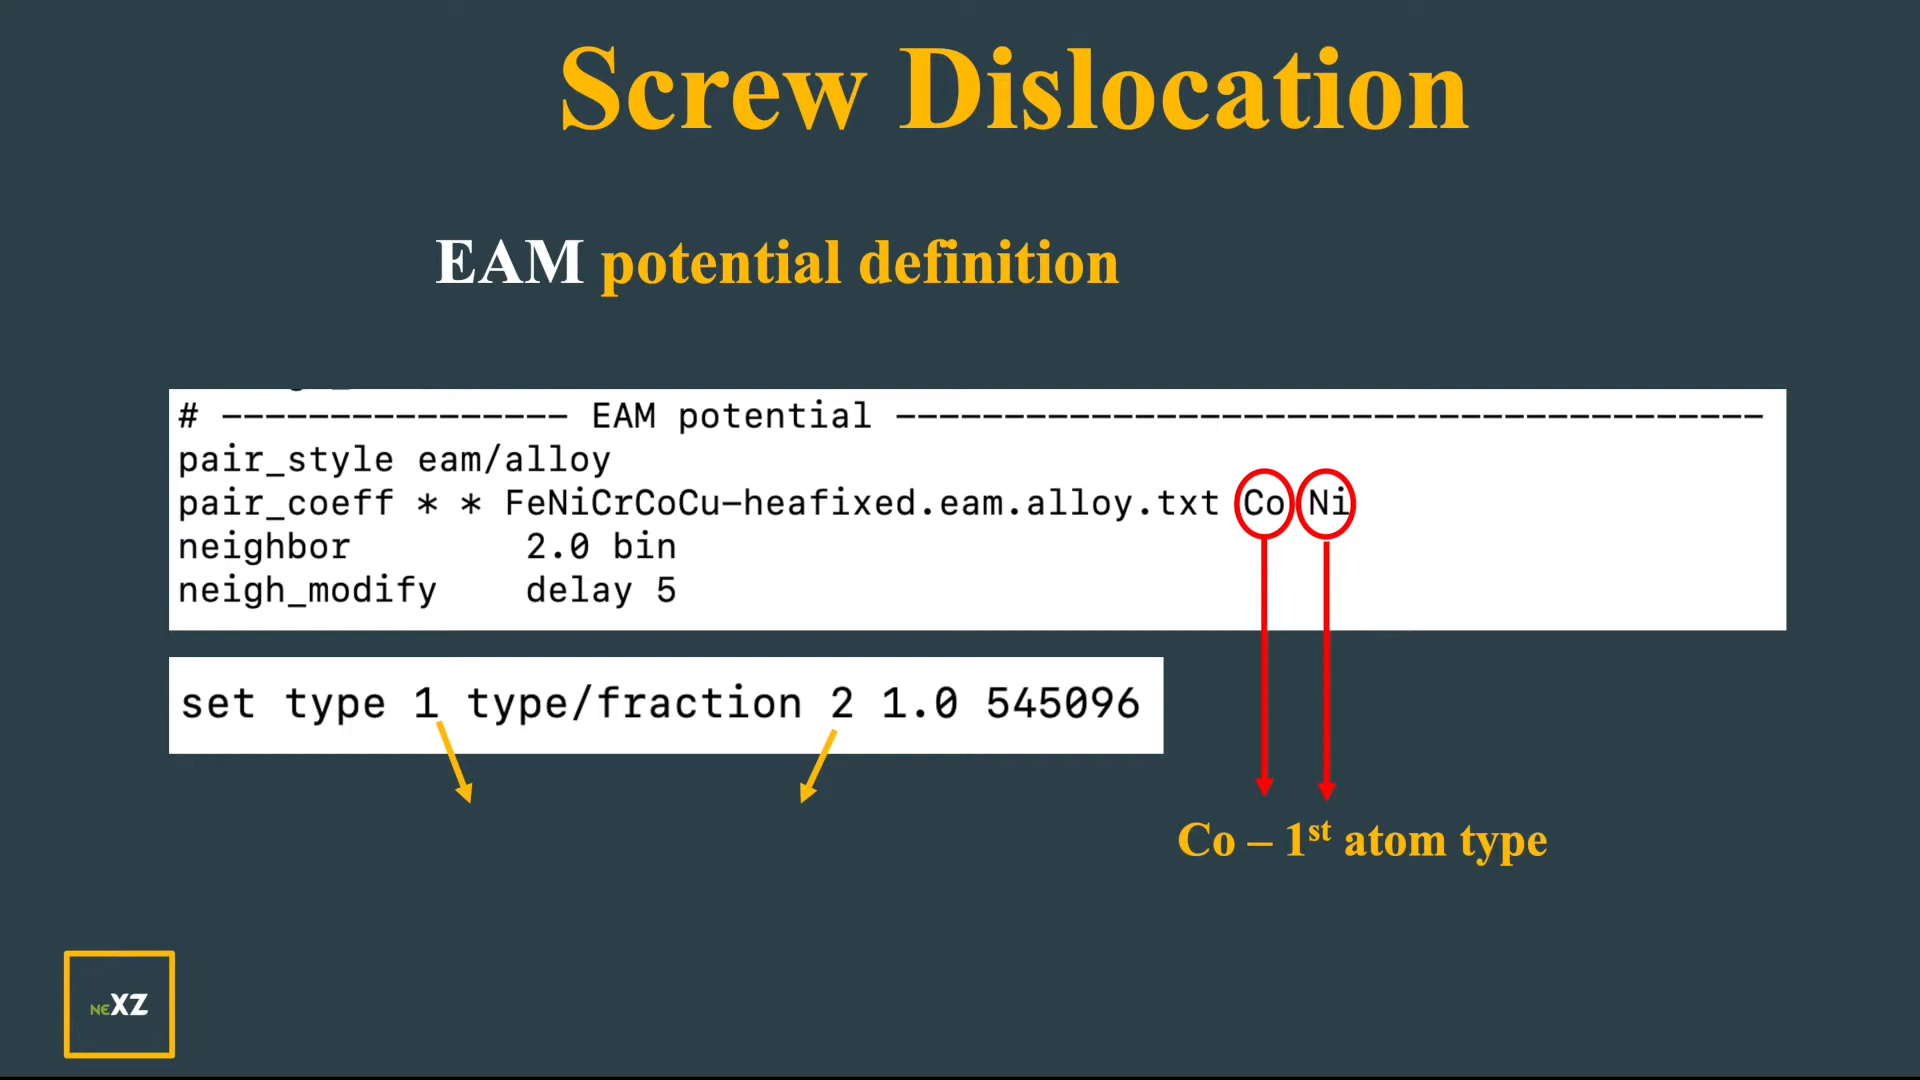 Screw Dislocation
EAM potential definition
# ---------------- EAM potential ----------------------------------------
pair_style eam/alloy
pair_coeff * * FeNiCrCoCu-heafixed.eam.alloy.txt Co Ni
neighbor 2.0 bin
neigh_modify delay 5
set type 1 type/fraction 2 1.0 545096
Co – 1st atom type
NEXZ